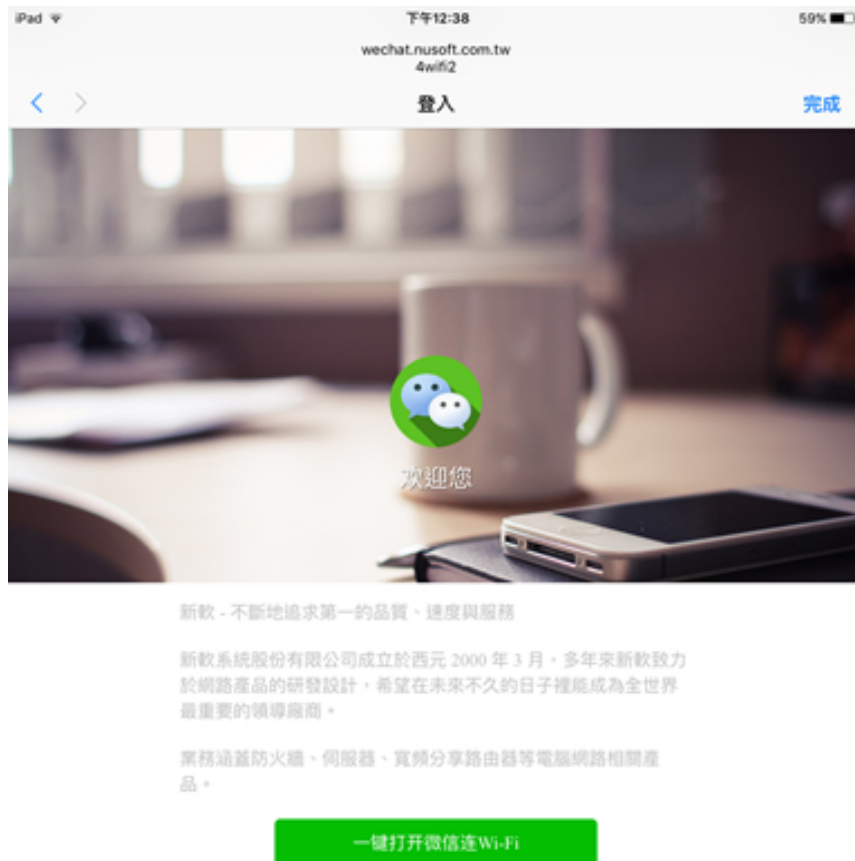 iPad
下午12:38
59%
wechat.nusoft.com.tw
4wifi2
登入
完成
欢迎您
新軟 - 不斷地追求第一的品質、速度與服務
新軟系統股份有限公司成立於西元 2000 年 3 月，多年來新軟致力
於網路產品的研發設計，希望在未來不久的日子裡能成為全世界
最重要的領導廠商。
業務涵蓋防火牆、伺服器、寬頻分享路由器等電腦網路相關產
品。
一键打开微信连Wi-Fi